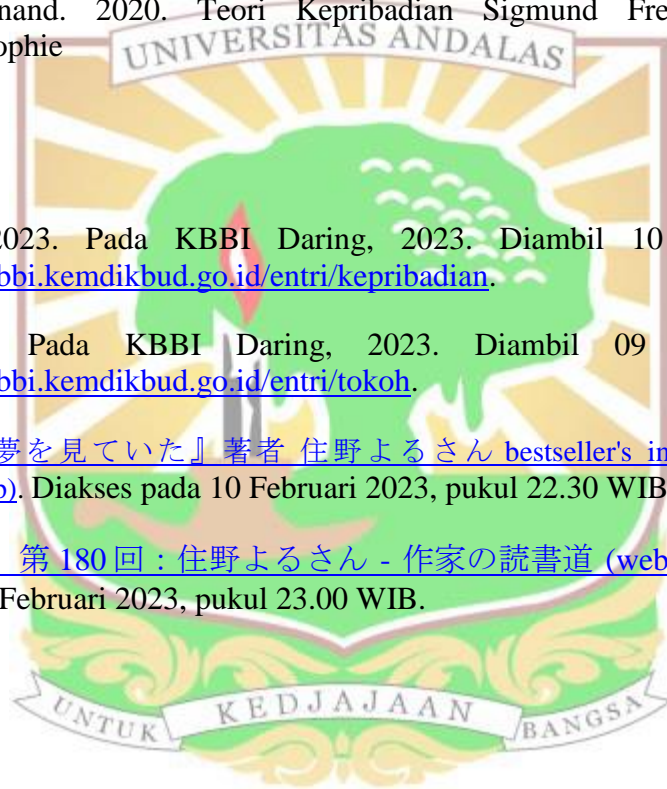 nand. 2020. Teori Kepribadian Sigmund Fre
ophie
UNIVERSITAS ANDALAS
2023. Pada KBBI Daring, 2023. Diambil 10
bbi.kemdikbud.go.id/entri/kepribadian.
Pada KBBI Daring, 2023. Diambil 09
bbi.kemdikbud.go.id/entri/tokoh.
夢を見ていた』著者 住野よるさん bestseller's in
). Diakses pada 10 Februari 2023, pukul 22.30 WIB
第 180 回：住野よるさん - 作家の読書道 (web
Februari 2023, pukul 23.00 WIB.
UNTUK KEDJAJAAN BANGSA